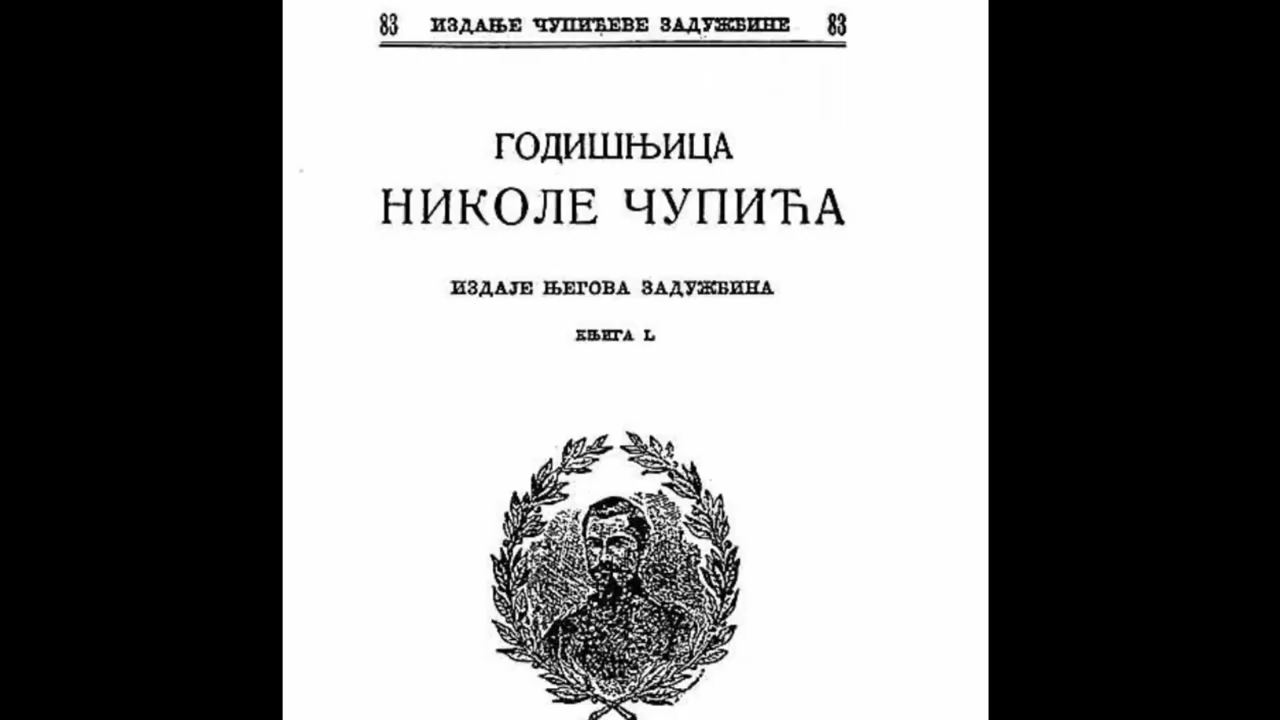 83 ИЗДАЊЕ ЧУПИЋЕВЕ ЗАДУЖБИНЕ 83
ГОДИШЊИЦА
НИКОЛЕ ЧУПИЋА
ИЗДАЈЕ ЊЕГОВА ЗАДУЖБИНА
КЊИГА L